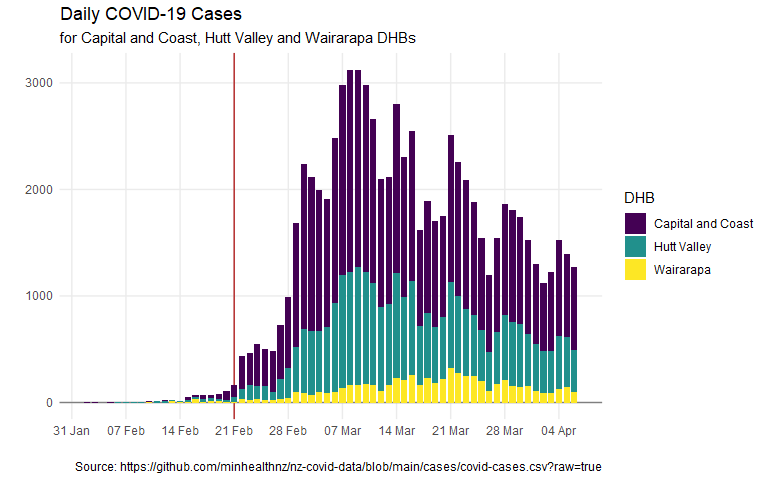 Daily COVID-19 Cases
for Capital and Coast, Hutt Valley and Wairarapa DHBs
3000
2000
1000
0
31 Jan 07 Feb 14 Feb 21 Feb 28 Feb 07 Mar 14 Mar 21 Mar 28 Mar 04 Apr
DHB
Capital and Coast
Hutt Valley
Wairarapa
Source: https://github.com/minhealthnz/nz-covid-data/blob/main/cases/covid-cases.csv?raw=true